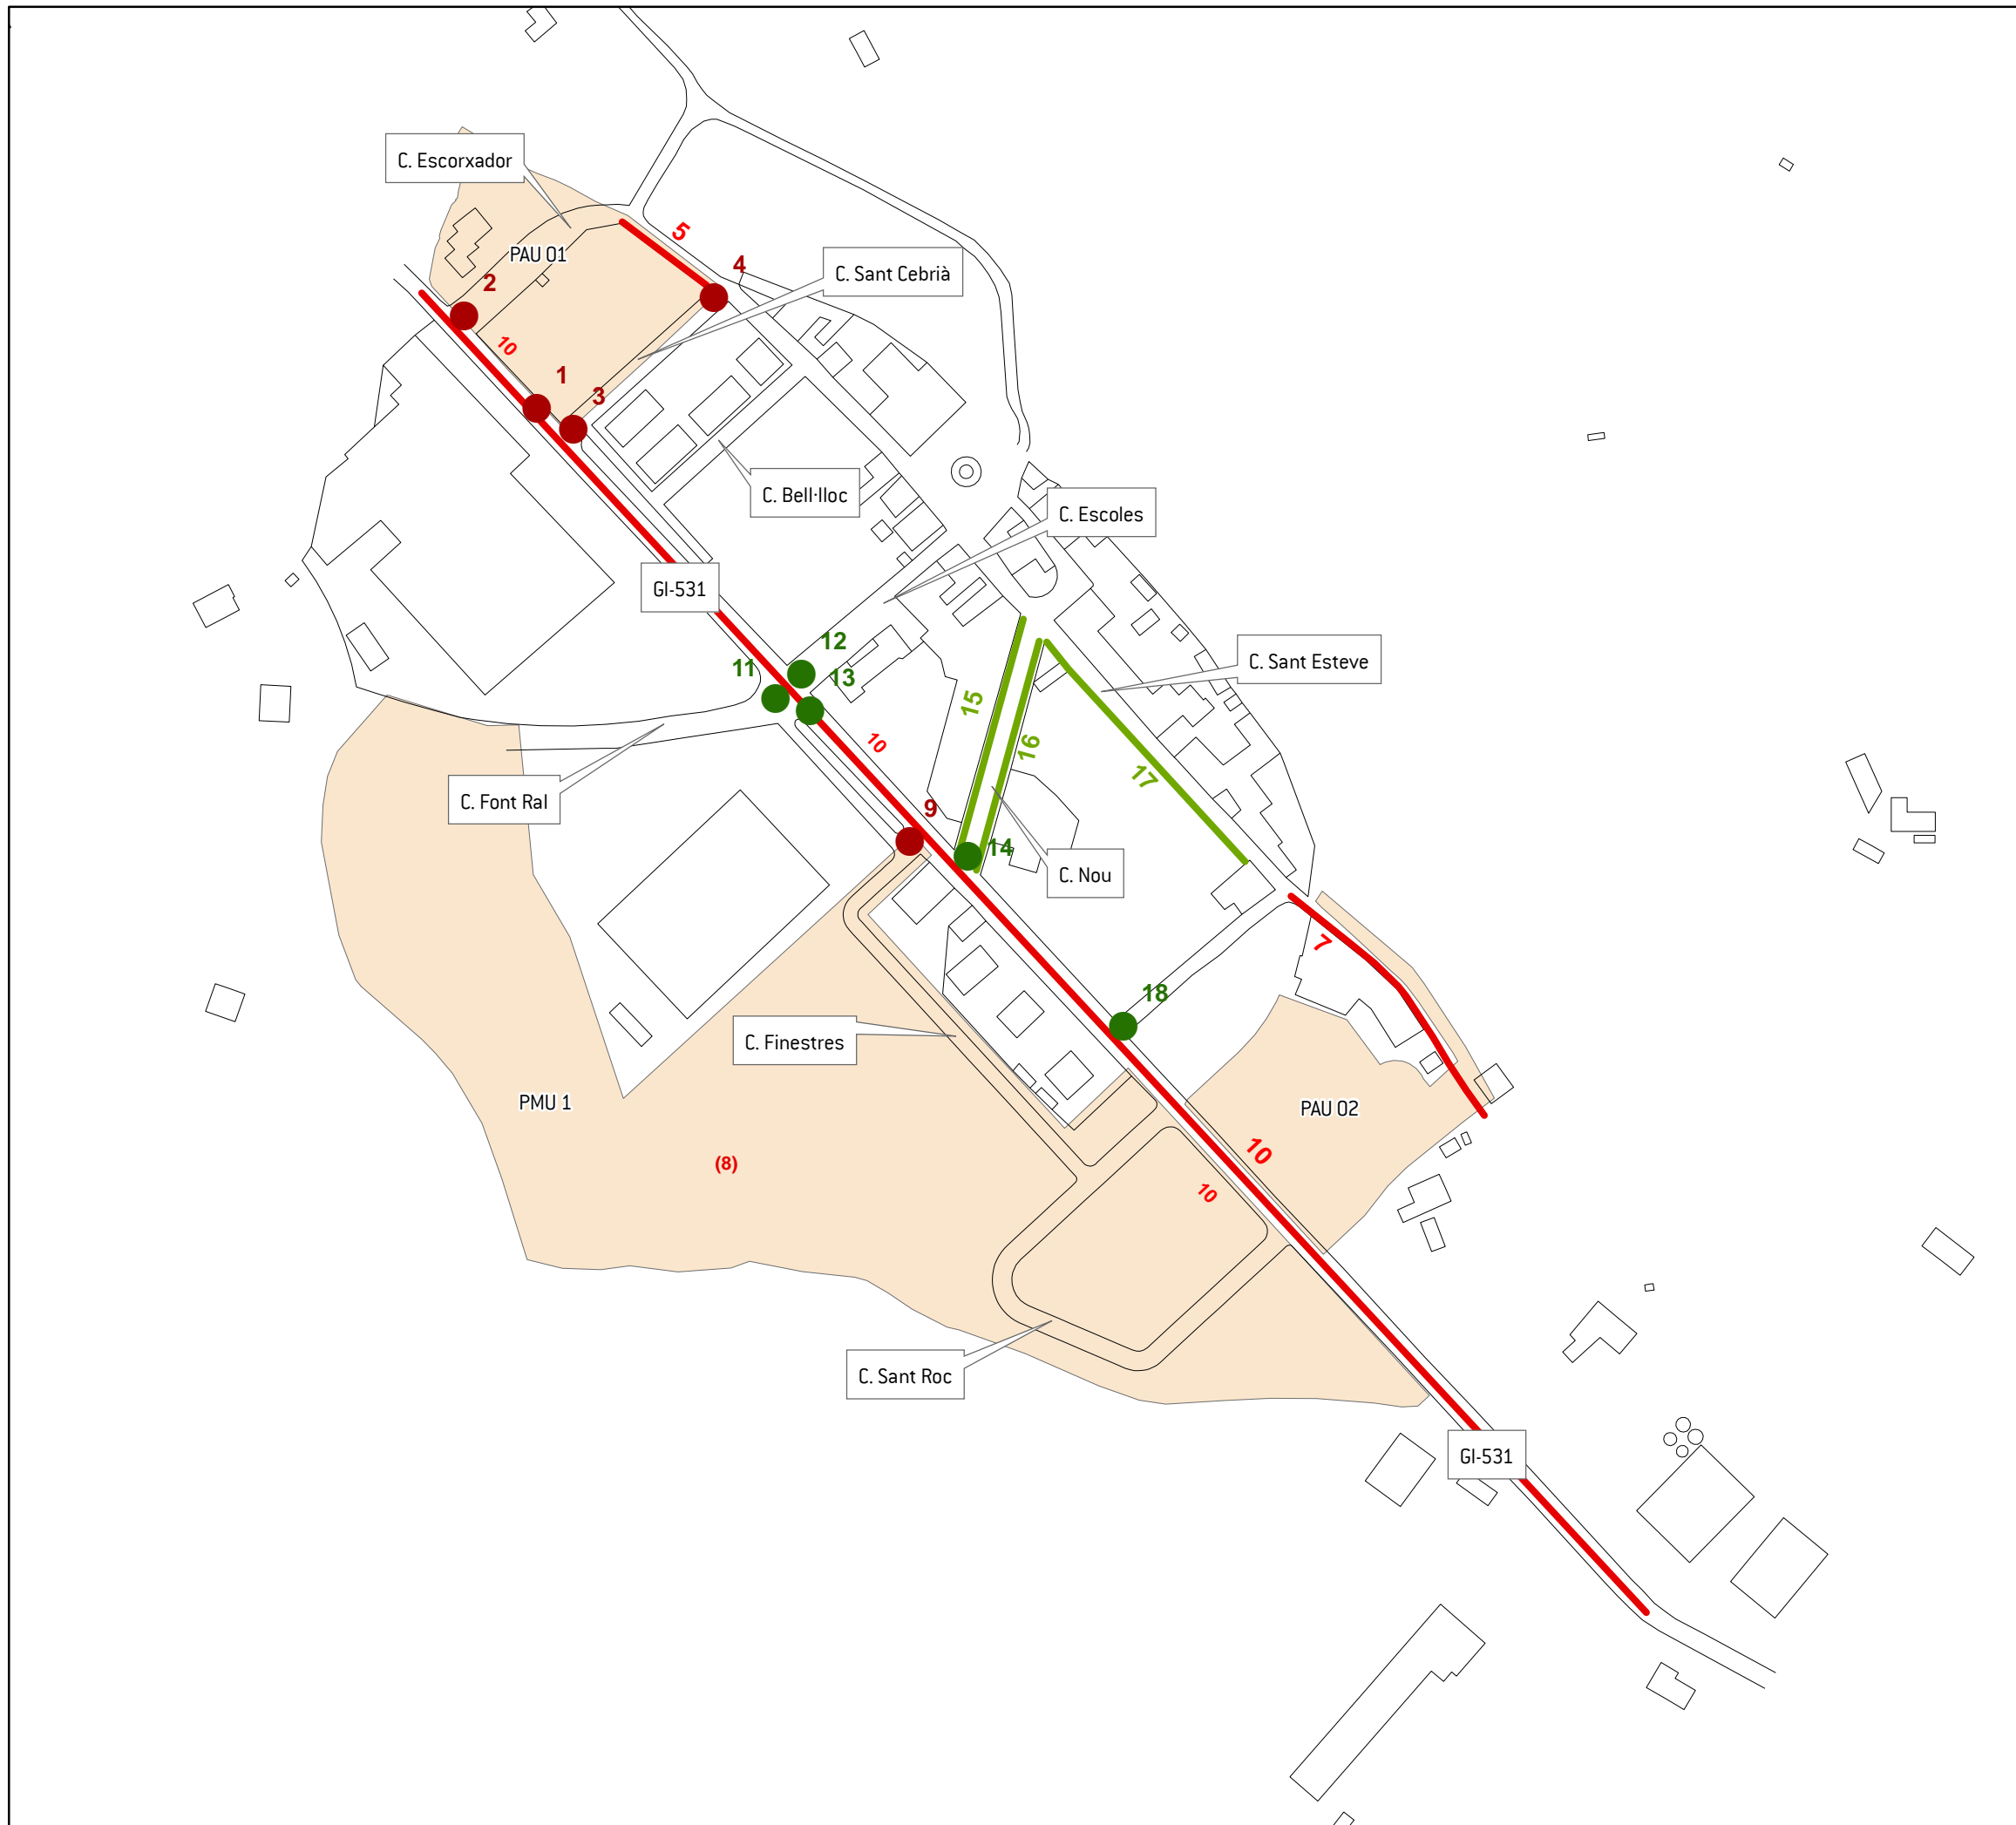 C. Escorxador
5
PAU 01
4
C. Sant Cebrià
2
10
1
3
C. Bell·lloc
C. Escoles
GI-531
12
11
13
C. Sant Esteve
15
10
16
17
C. Font Ral
9
14
C. Nou
7
18
C. Finestres
PMU 1
PAU 02
10
(8)
10
C. Sant Roc
GI-531